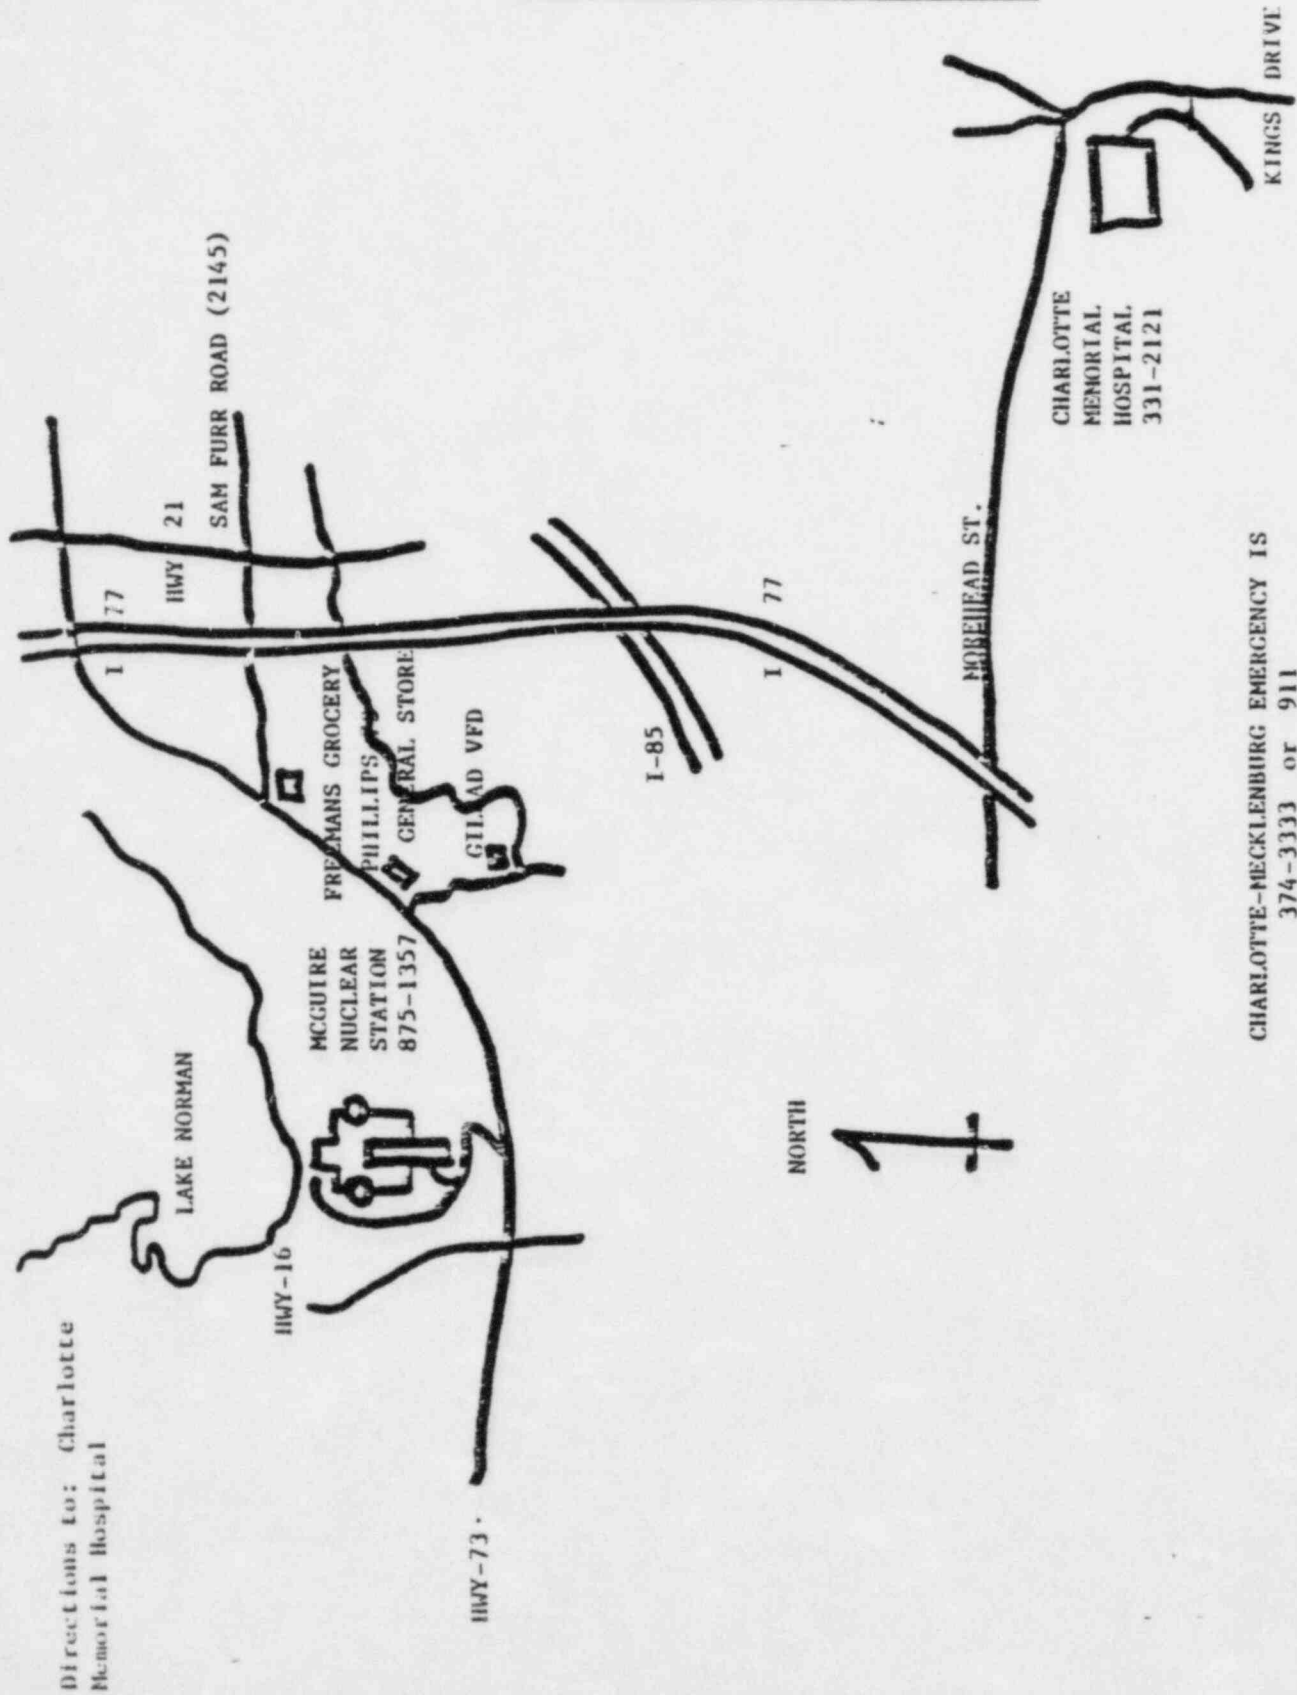 Directions to: Charlotte
Memorial Hospital
LAKE NORMAN
HWY-16
HWY-73
MCGUIRE
NUCLEAR
STATION
875-1357
I 77
HWY 21
SAM FURR ROAD (2145)
FREEMANS GROCERY
PHILLIPS
GENERAL STORE
GILEAD VFD
I-85
I 77
NORTH
MOREHEAD ST.
CHARLOTTE
MEMORIAL
HOSPITAL
331-2121
KINGS DRIVE
CHARLOTTE-MECKLENBURG EMERGENCY IS
374-3333 or 911